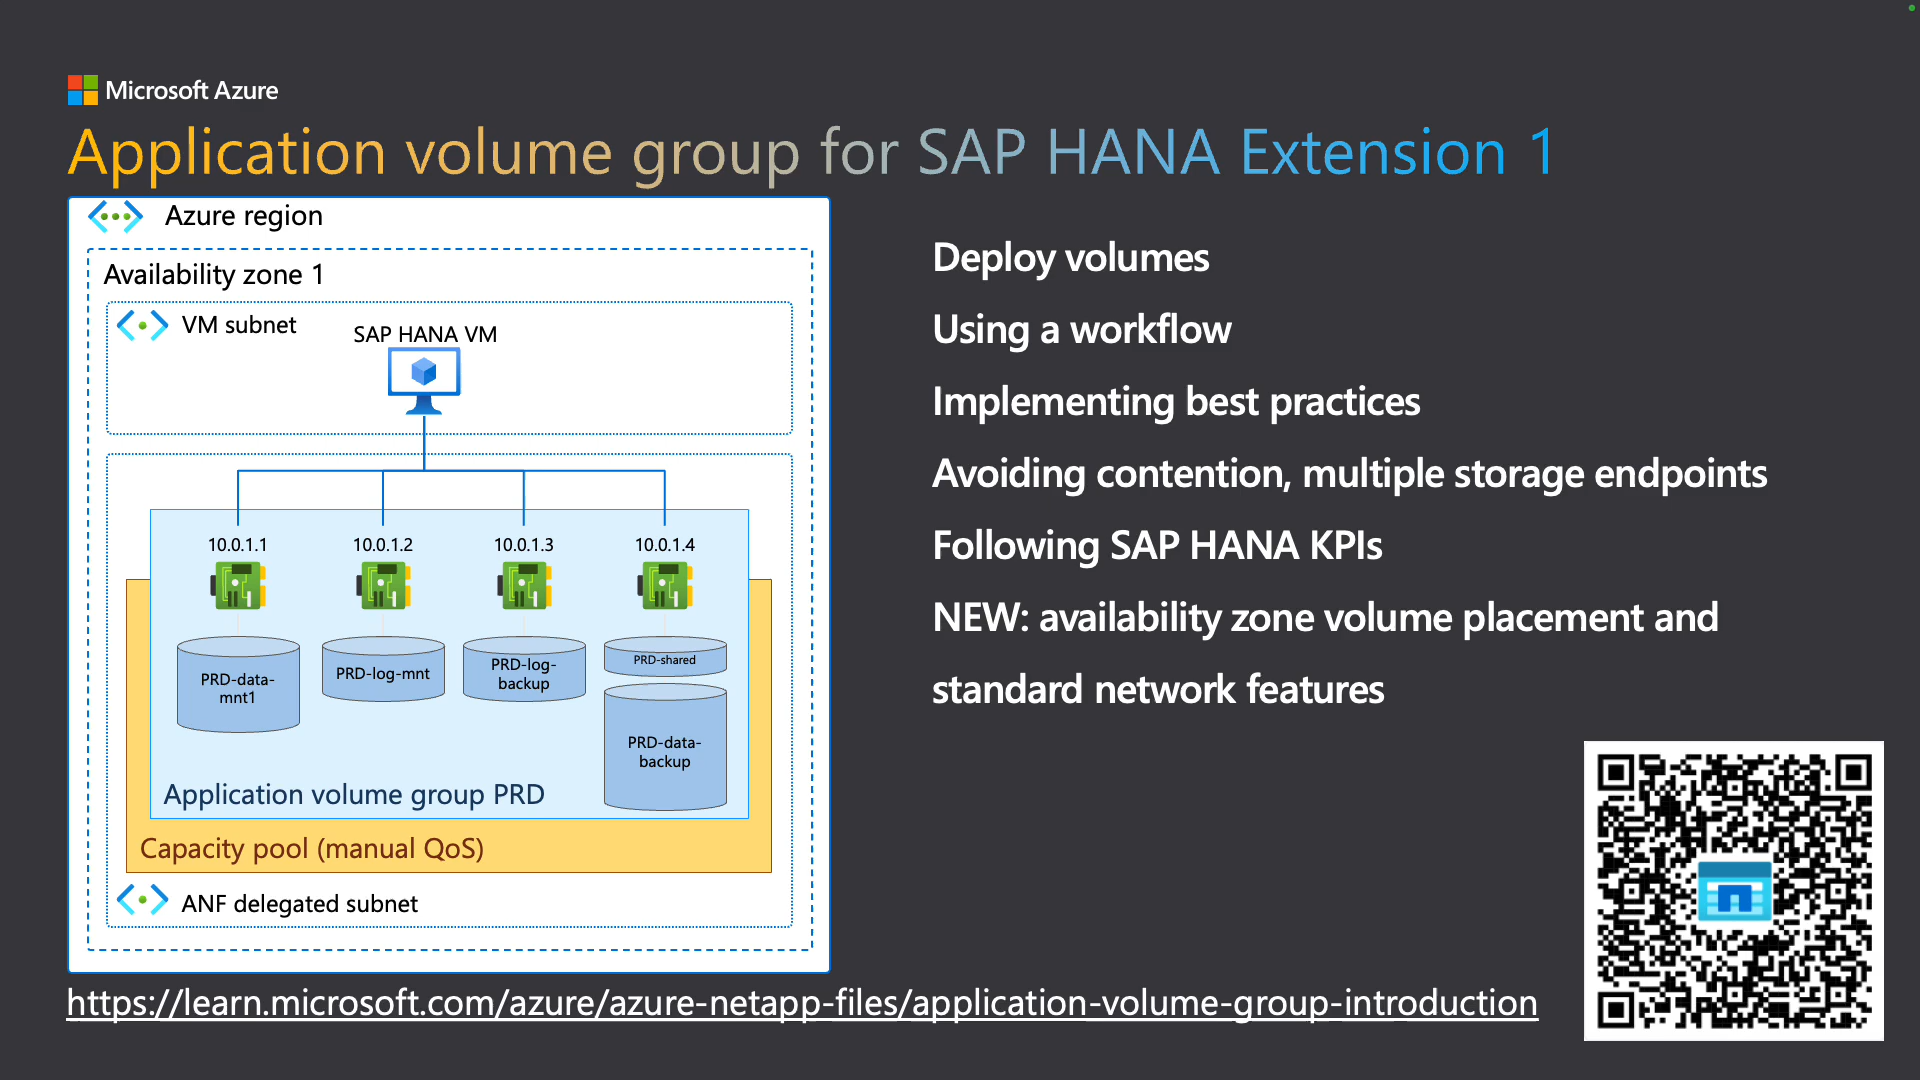 Microsoft Azure
Application volume group for SAP HANA Extension 1
Azure region
Availability zone 1
VM subnet
SAP HANA VM
10.0.1.1
10.0.1.2
10.0.1.3
10.0.1.4
PRD-data-
mnt1
PRD-log-mnt
PRD-log-
backup
PRD-shared
PRD-data-
backup
Application volume group PRD
Capacity pool (manual QoS)
ANF delegated subnet
Deploy volumes
Using a workflow
Implementing best practices
Avoiding contention, multiple storage endpoints
Following SAP HANA KPIs
NEW: availability zone volume placement and
standard network features
https://learn.microsoft.com/azure/azure-netapp-files/application-volume-group-introduction